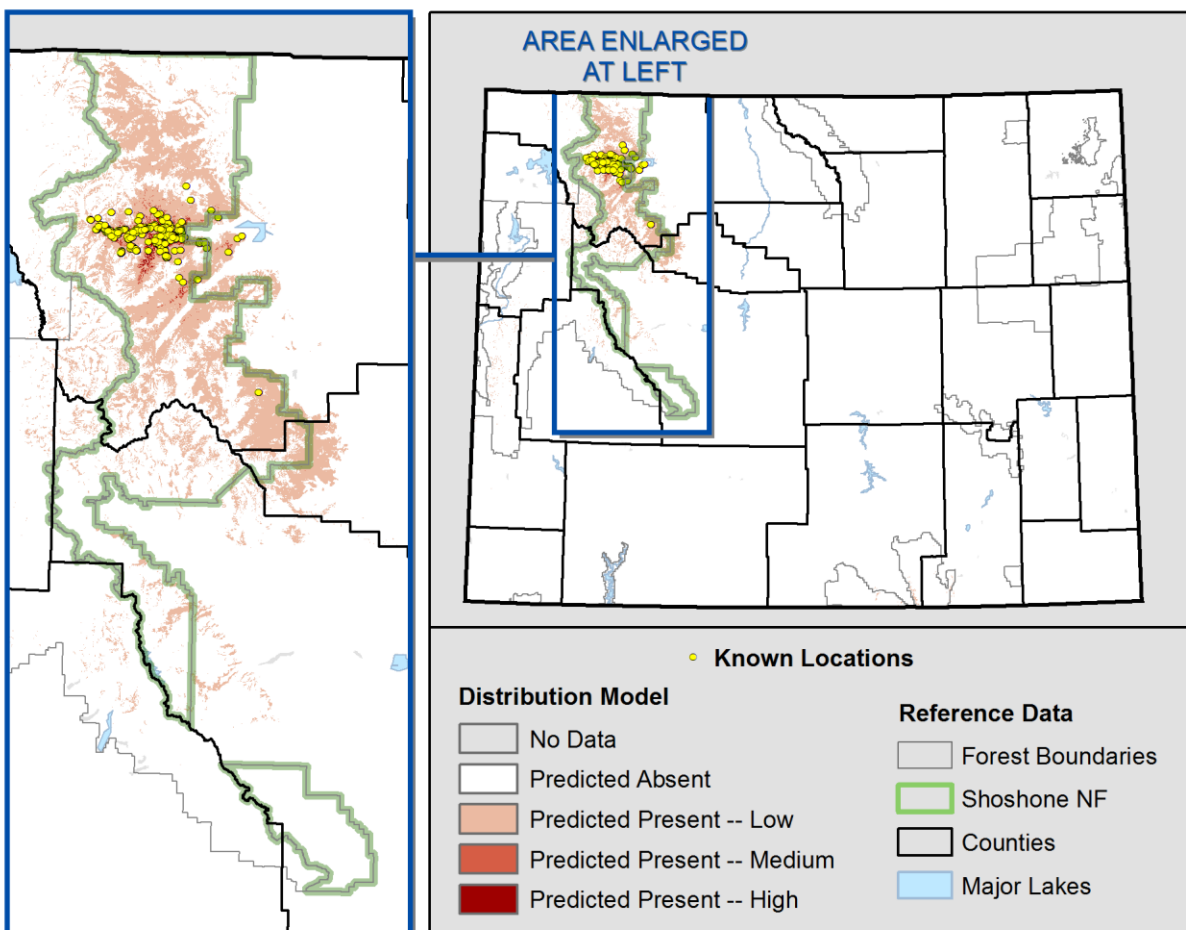 AREA ENLARGED
AT LEFT
Known Locations
Distribution Model
No Data
Predicted Absent
Predicted Present -- Low
Predicted Present -- Medium
Predicted Present -- High
Reference Data
Forest Boundaries
Shoshone NF
Counties
Major Lakes